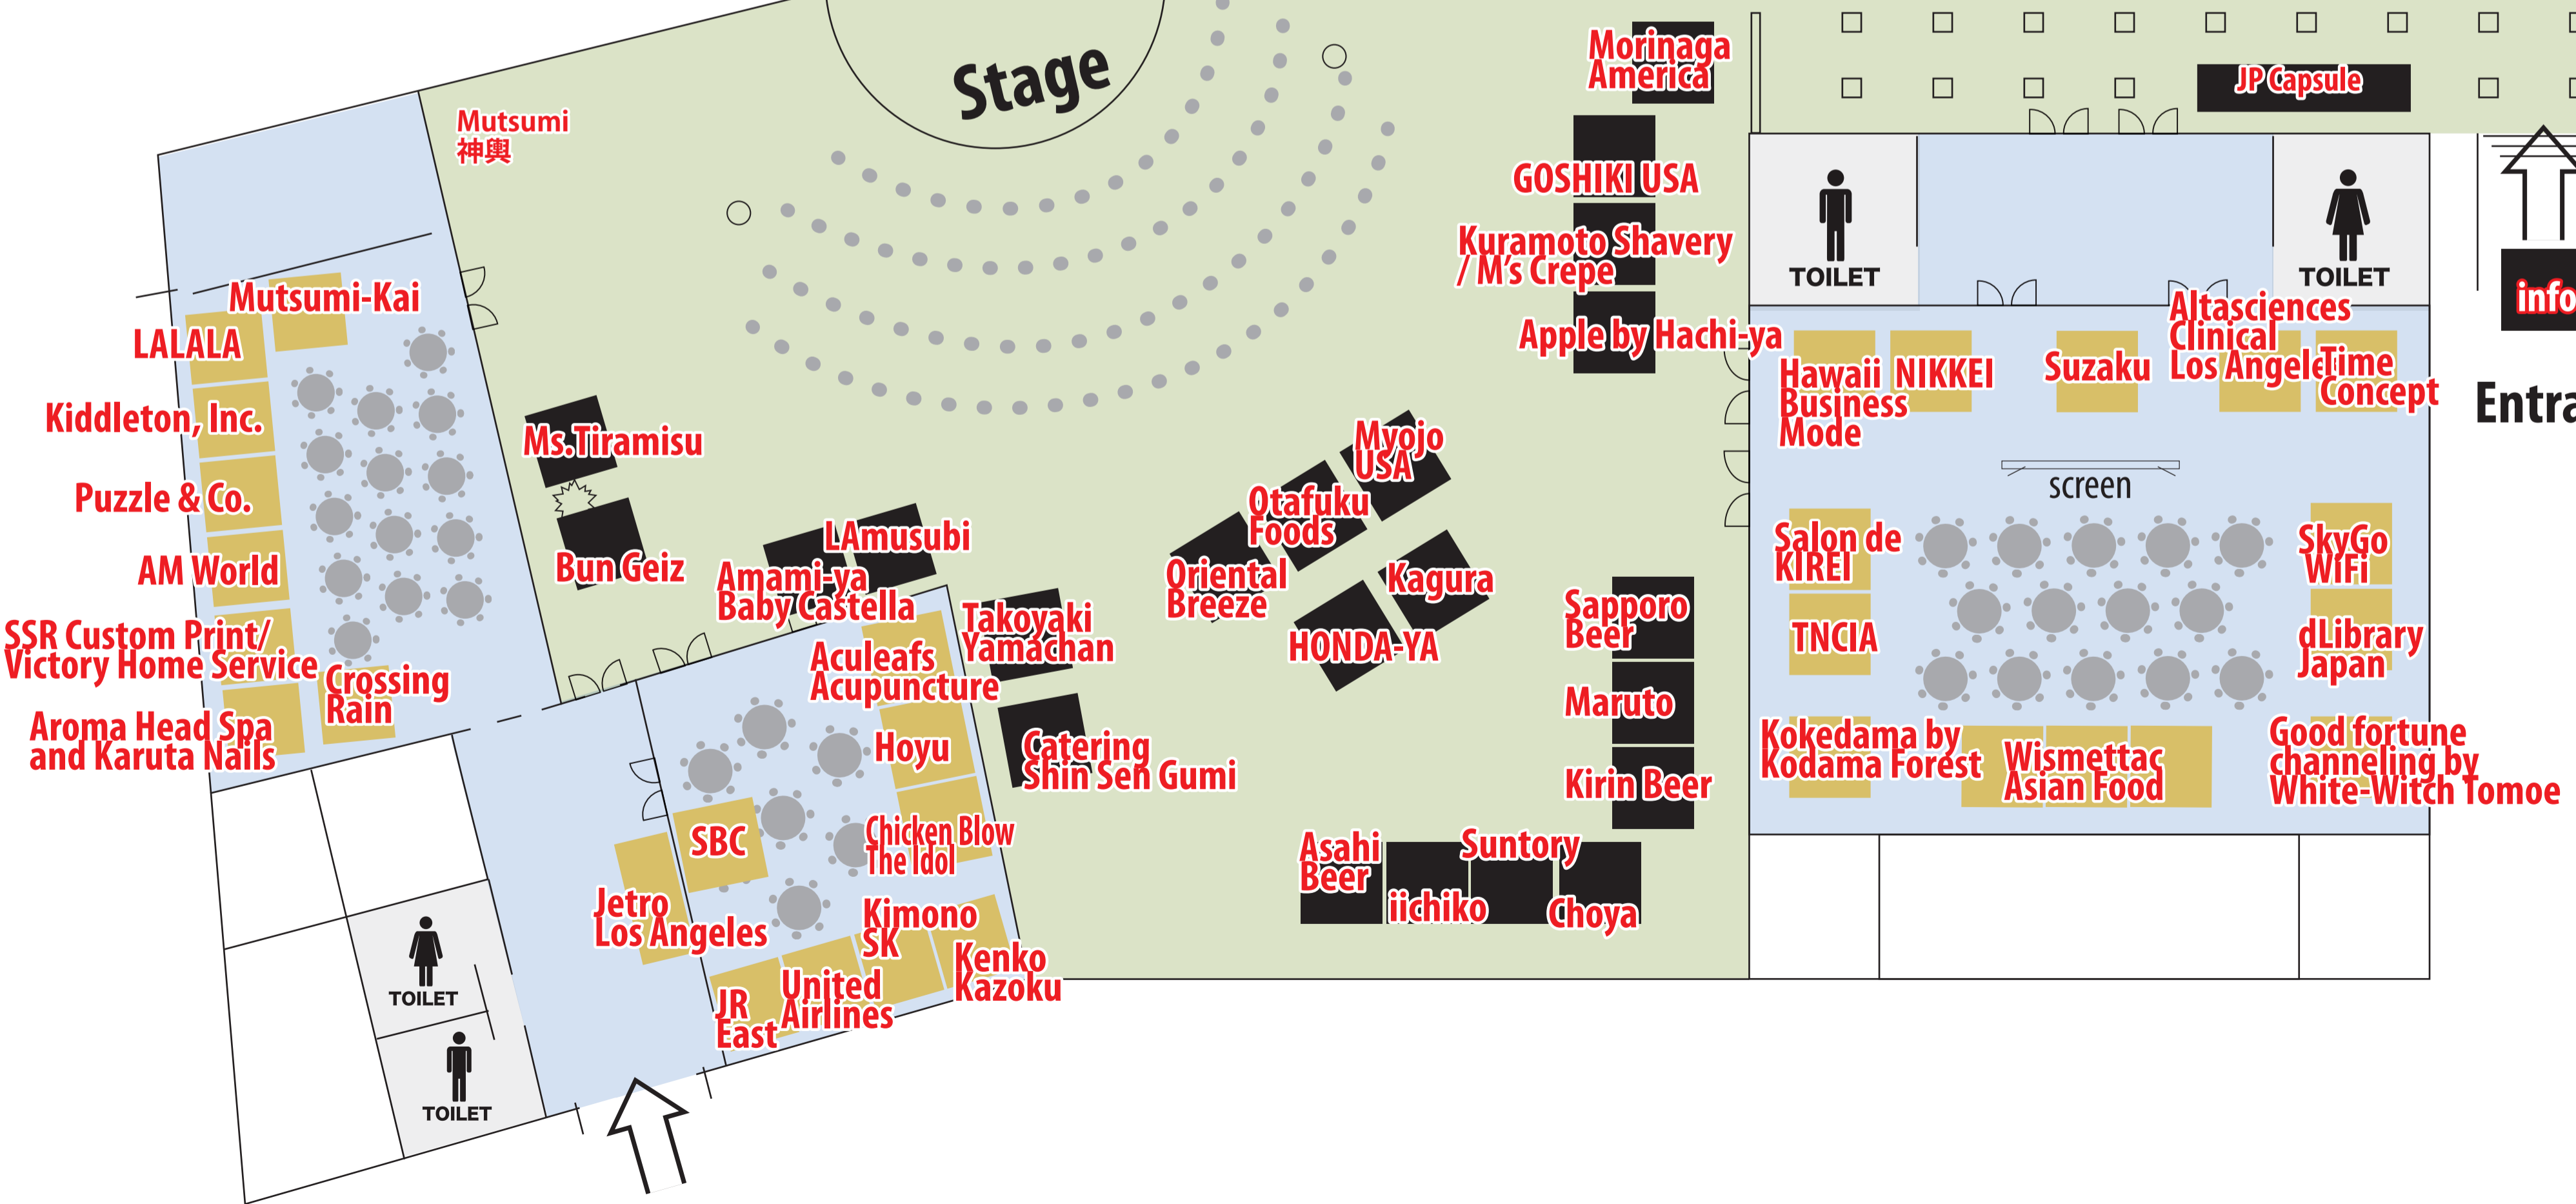 Stage
Morinaga
America
JP Capsule
Mutsumi
神輿
GOSHIKI USA
Kuramoto Shavery
/ M's Crepe
Apple by Hachi-ya
TOILET
TOILET
info
Entra
Mutsumi-Kai
LALALA
Kiddleton, Inc.
Puzzle & Co.
AM World
SSR Custom Print/
Victory Home Service
Crossing
Rain
Aroma Head Spa
and Karuta Nails
Ms.Tiramisu
Bun Geiz
LAmusubi
Amami-ya
Baby Castella
Takoyaki
Yamachan
Catering
Shin Sen Gumi
Myojo
USA
Otafuku
Foods
Oriental
Breeze
Kagura
HONDA-YA
Sapporo
Beer
Maruto
Kirin Beer
Asahi
Beer
iichiko
Suntory
Choya
Hawaii
Business
Mode
NIKKEI
Suzaku
Altasciences
Clinical
Los Angele
Time
Concept
screen
Salon de
KIREI
TNCIA
SkyGo
WiFi
dLibrary
Japan
Kokedama by
Kodama Forest
Wismettac
Asian Food
Good fortune
channeling by
White-Witch Tomoe
Aculeafs
Acupuncture
Hoyu
Chicken Blow
The Idol
SBC
Jetro
Los Angeles
Kimono
SK
Kenko
Kazoku
United
Airlines
JR
East
TOILET
TOILET